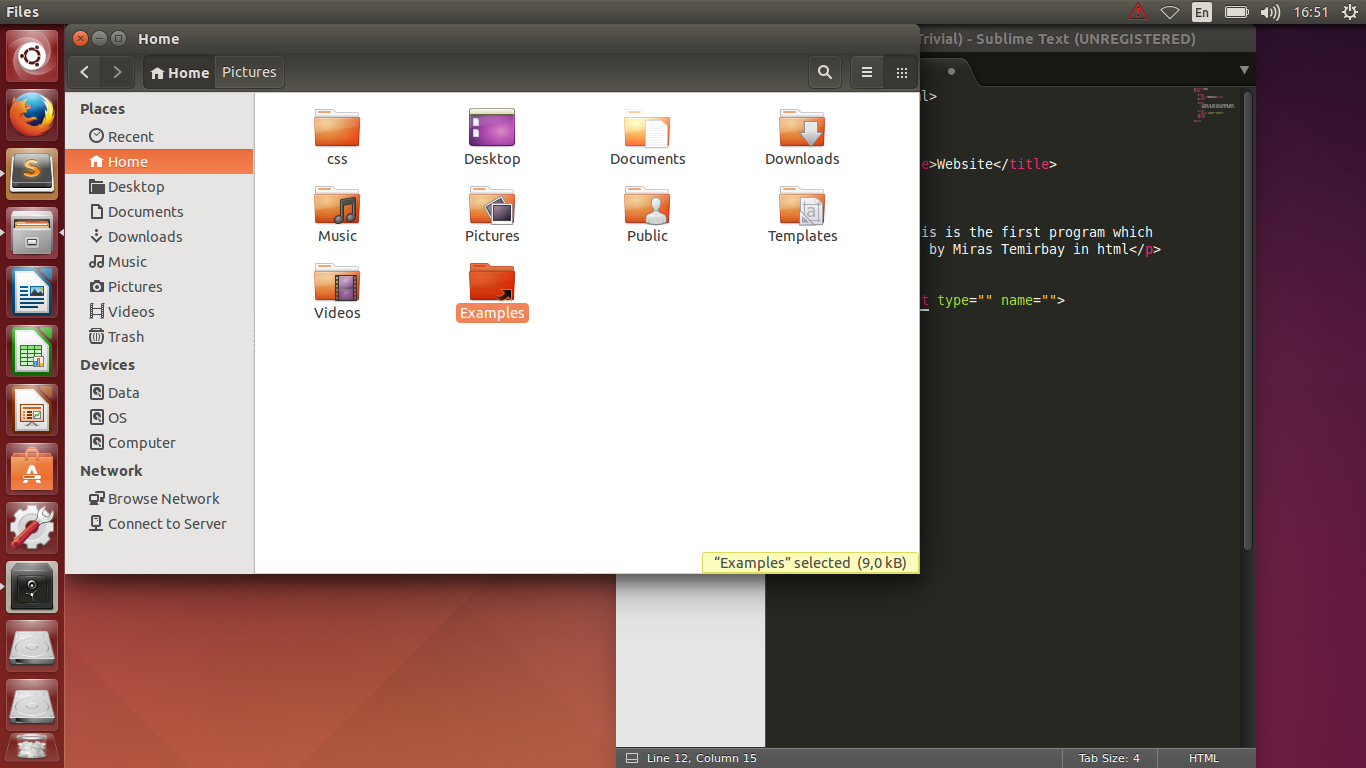 Files
En
16:51
Home
Home
Pictures
Places
Recent
Home
Desktop
Documents
Downloads
Music
Pictures
Videos
Trash
Devices
Data
OS
Computer
Network
Browse Network
Connect to Server
css
Desktop
Documents
Downloads
Music
Pictures
Public
Templates
Videos
Examples
“Examples” selected (9,0 kB)
Trivial) - Sublime Text (UNREGISTERED)
>Website</title>
is is the first program which
by Miras Temirbay in html</p>
t type="" name="">
Line 12, Column 15
Tab Size: 4
HTML